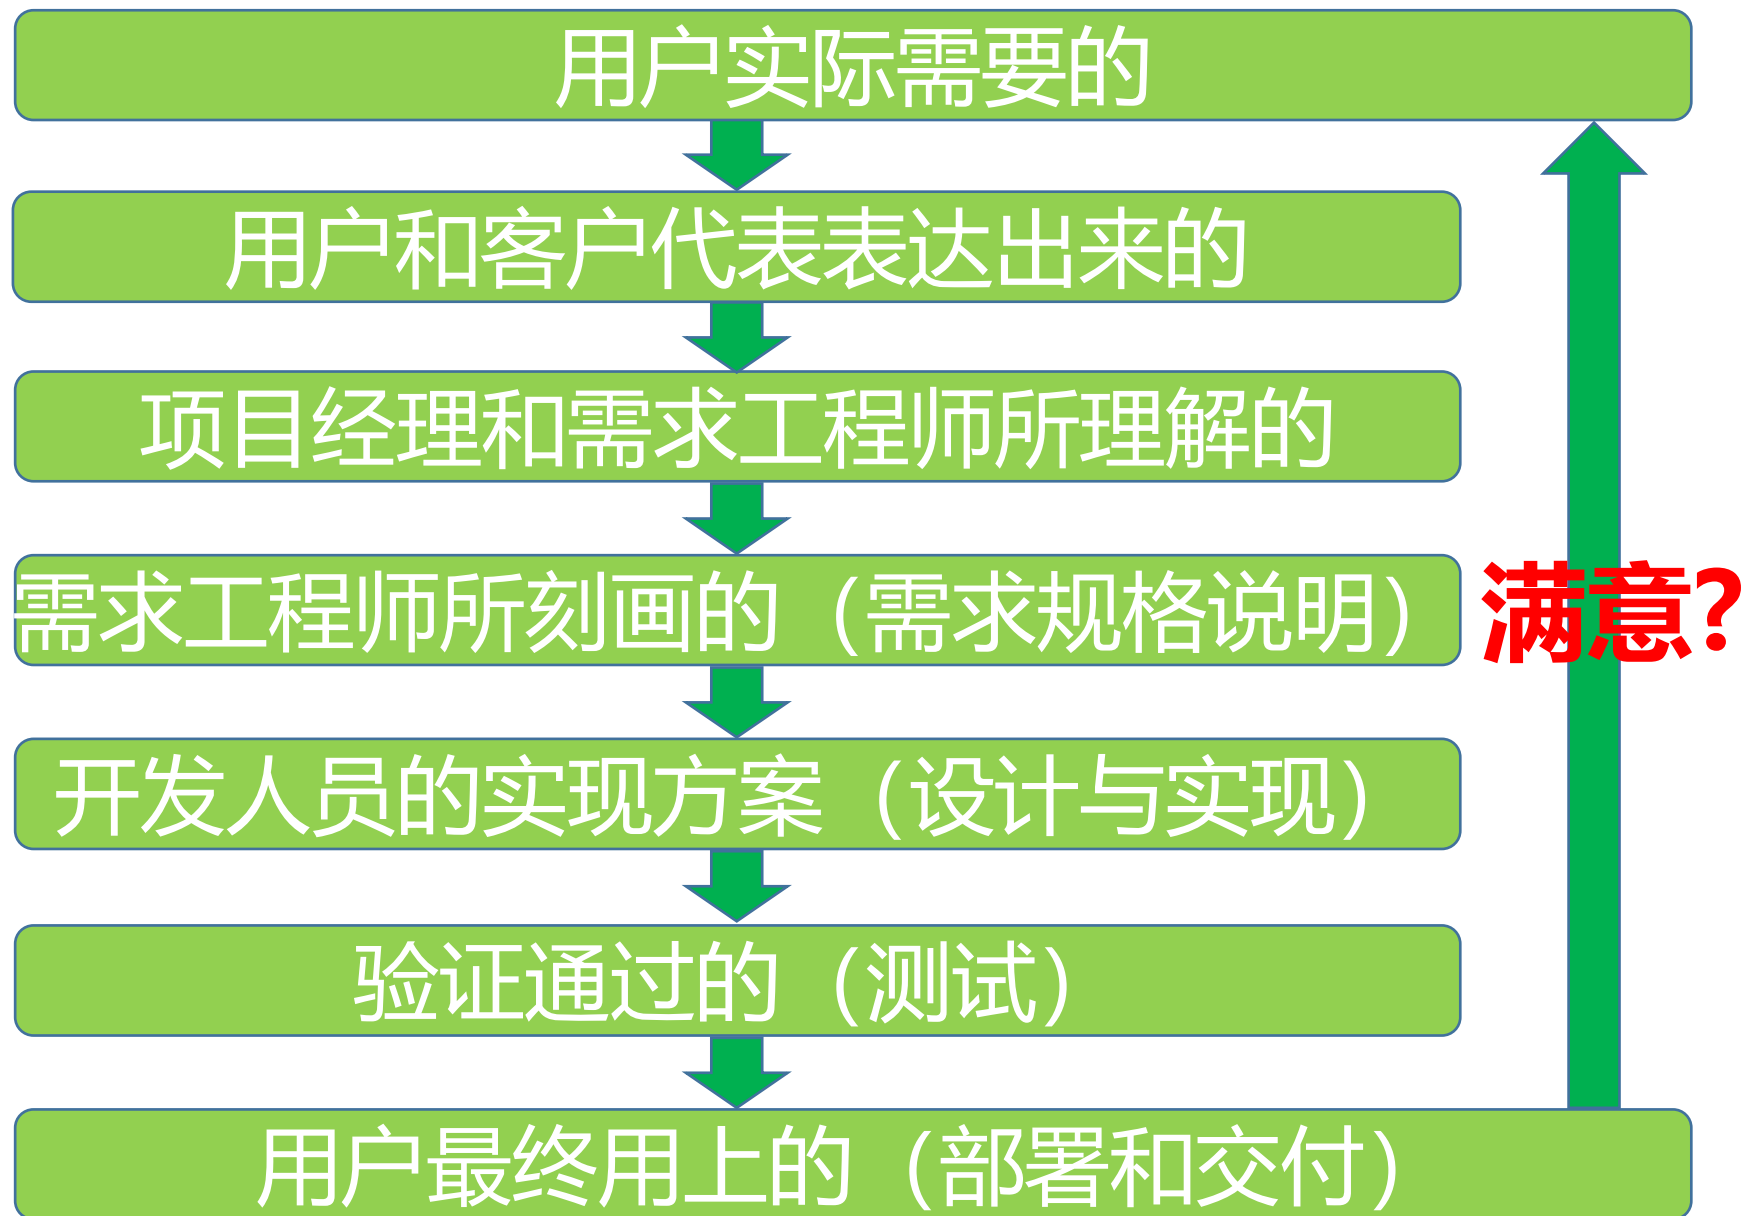 用户实际需要的
用户和客户代表表达出来的
项目经理和需求工程师所理解的
需求工程师所刻画的（需求规格说明）
满意?
开发人员的实现方案（设计与实现）
验证通过的（测试）
用户最终用上的（部署和交付）